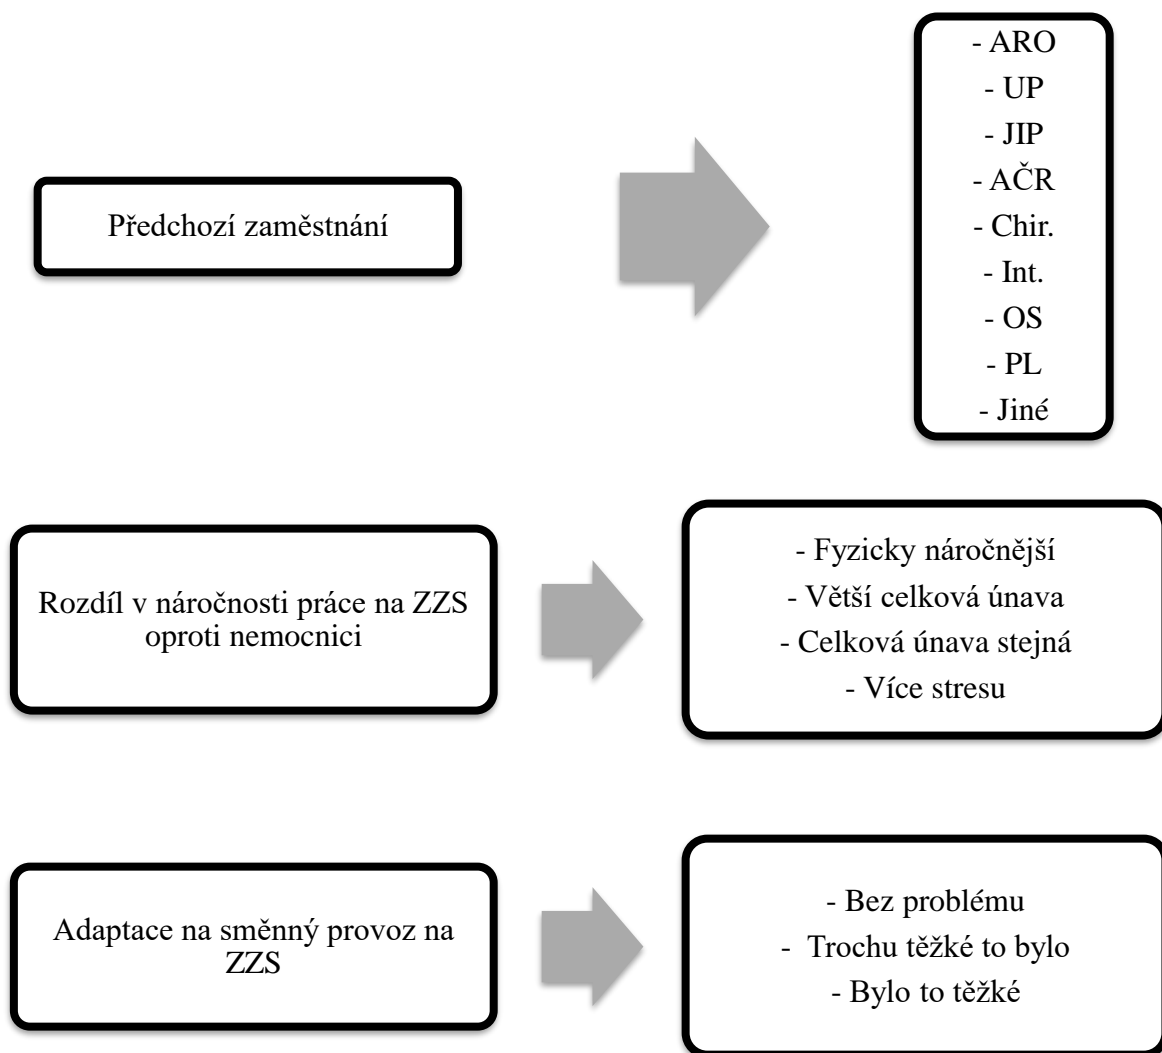 Předchozí zaměstnání
- ARO
- UP
- JIP
- AČR
- Chir.
- Int.
- OS
- PL
- Jiné
Rozdíl v náročnosti práce na ZZS
oproti nemocnici
- Fyzicky náročnější
- Větší celková únava
- Celková únava stejná
- Více stresu
Adaptace na směnný provoz na
ZZS
- Bez problému
- Trochu těžké to bylo
- Bylo to těžké